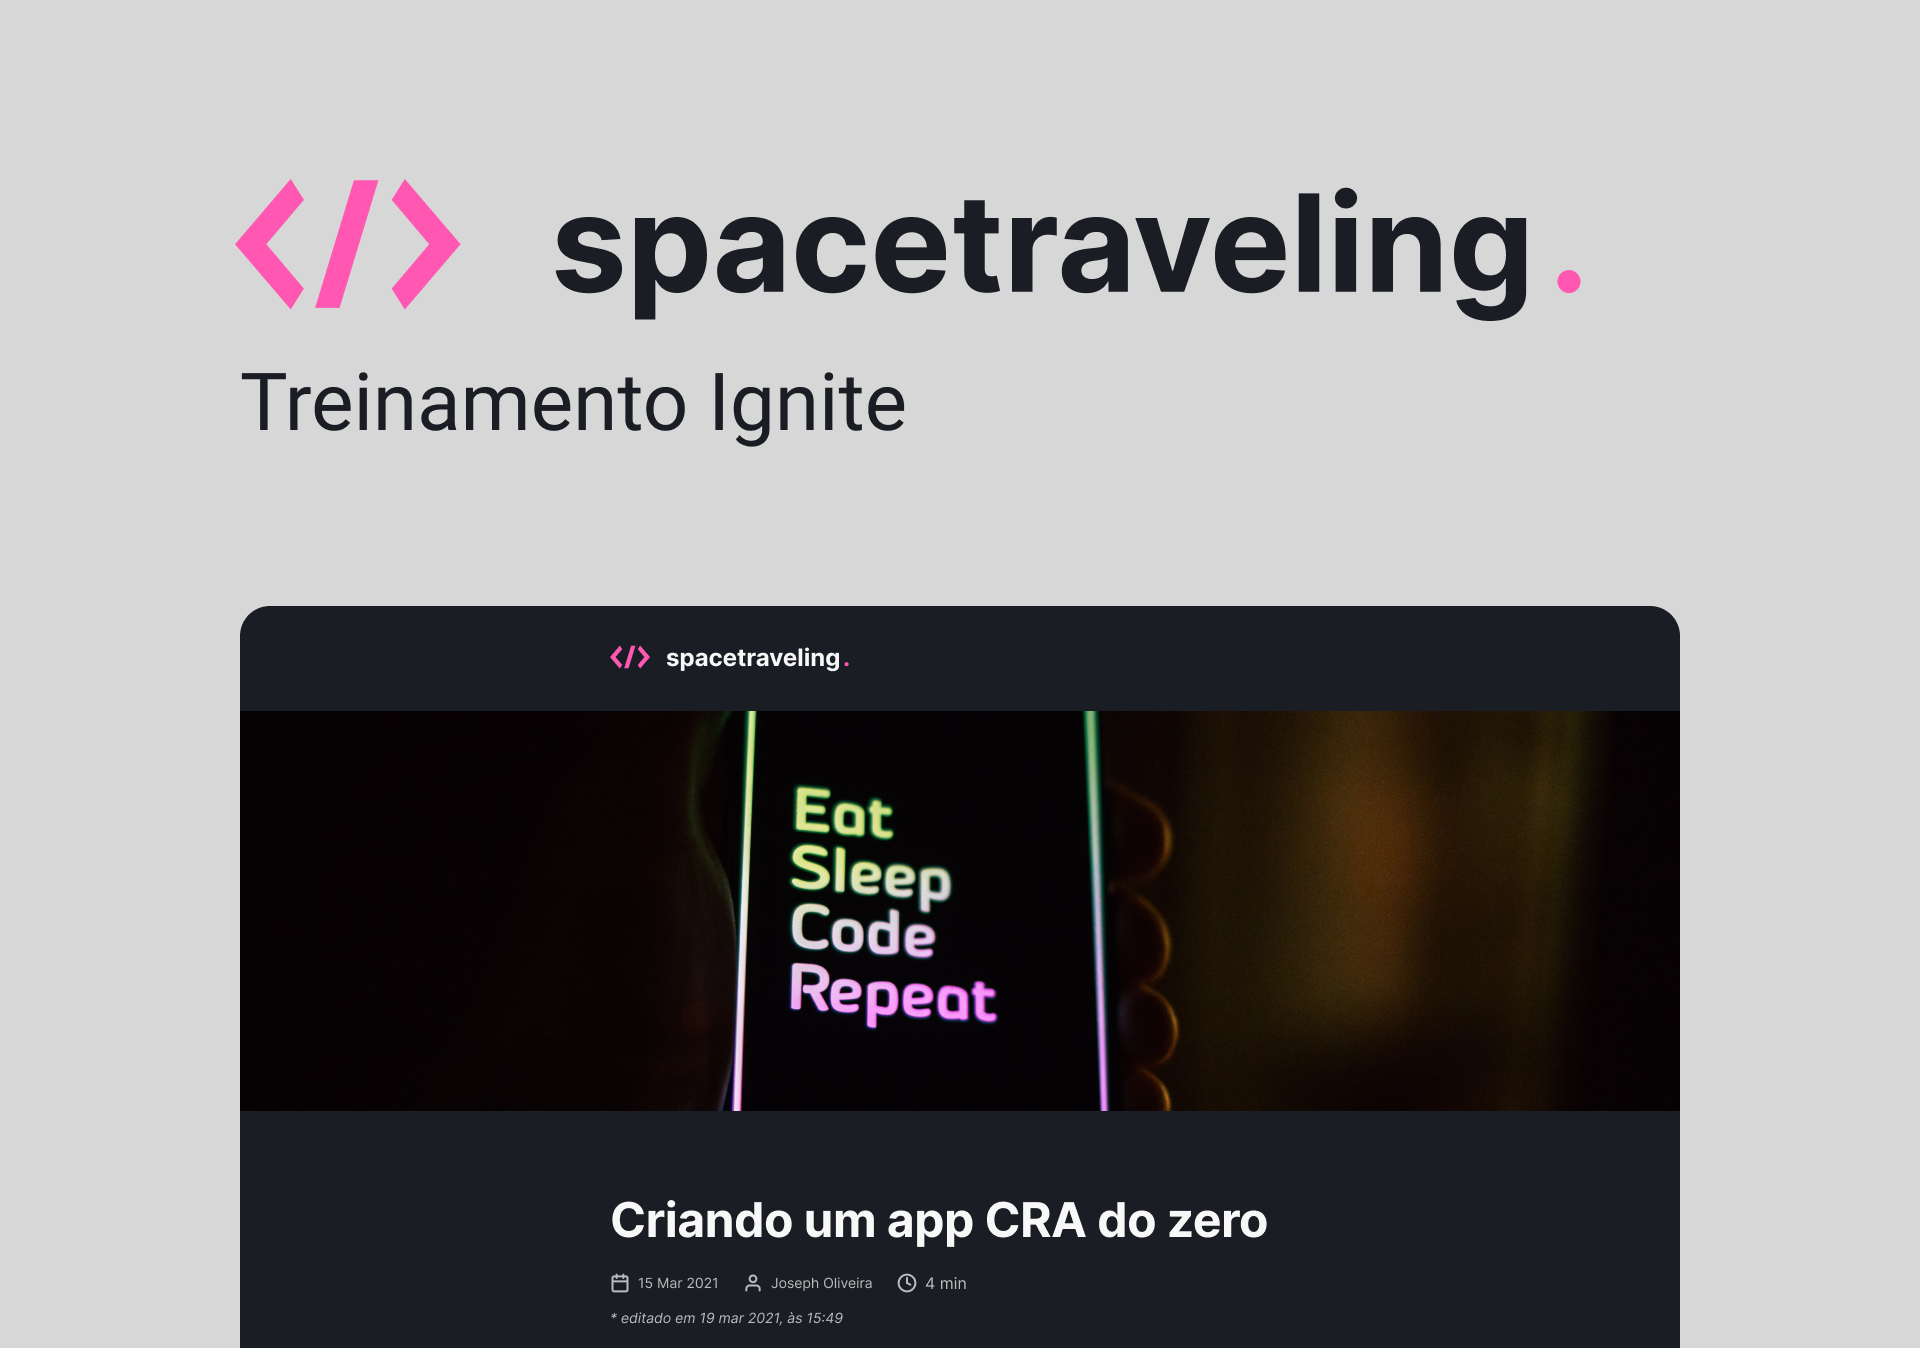 </> spacetraveling.
Treinamento Ignite
</> spacetraveling.
Eat
Sleep
Code
Repeat
Criando um app CRA do zero
15 Mar 2021 Joseph Oliveira 4 min
* editado em 19 mar 2021, às 15:49